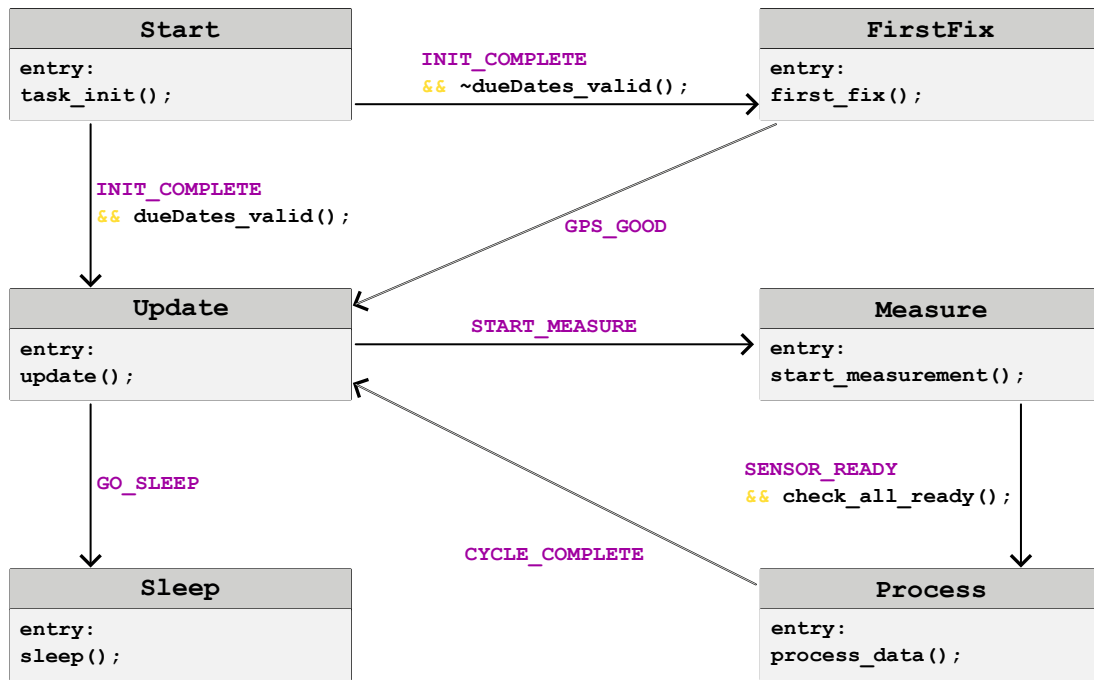 Start
entry:
task_init();
INIT_COMPLETE
&& ~dueDates_valid();
FirstFix
entry:
first_fix();
INIT_COMPLETE
&& dueDates_valid();
GPS_GOOD
Update
entry:
update();
START_MEASURE
Measure
entry:
start_measurement();
GO_SLEEP
SENSOR_READY
&& check_all_ready();
CYCLE_COMPLETE
Sleep
entry:
sleep();
Process
entry:
process_data();